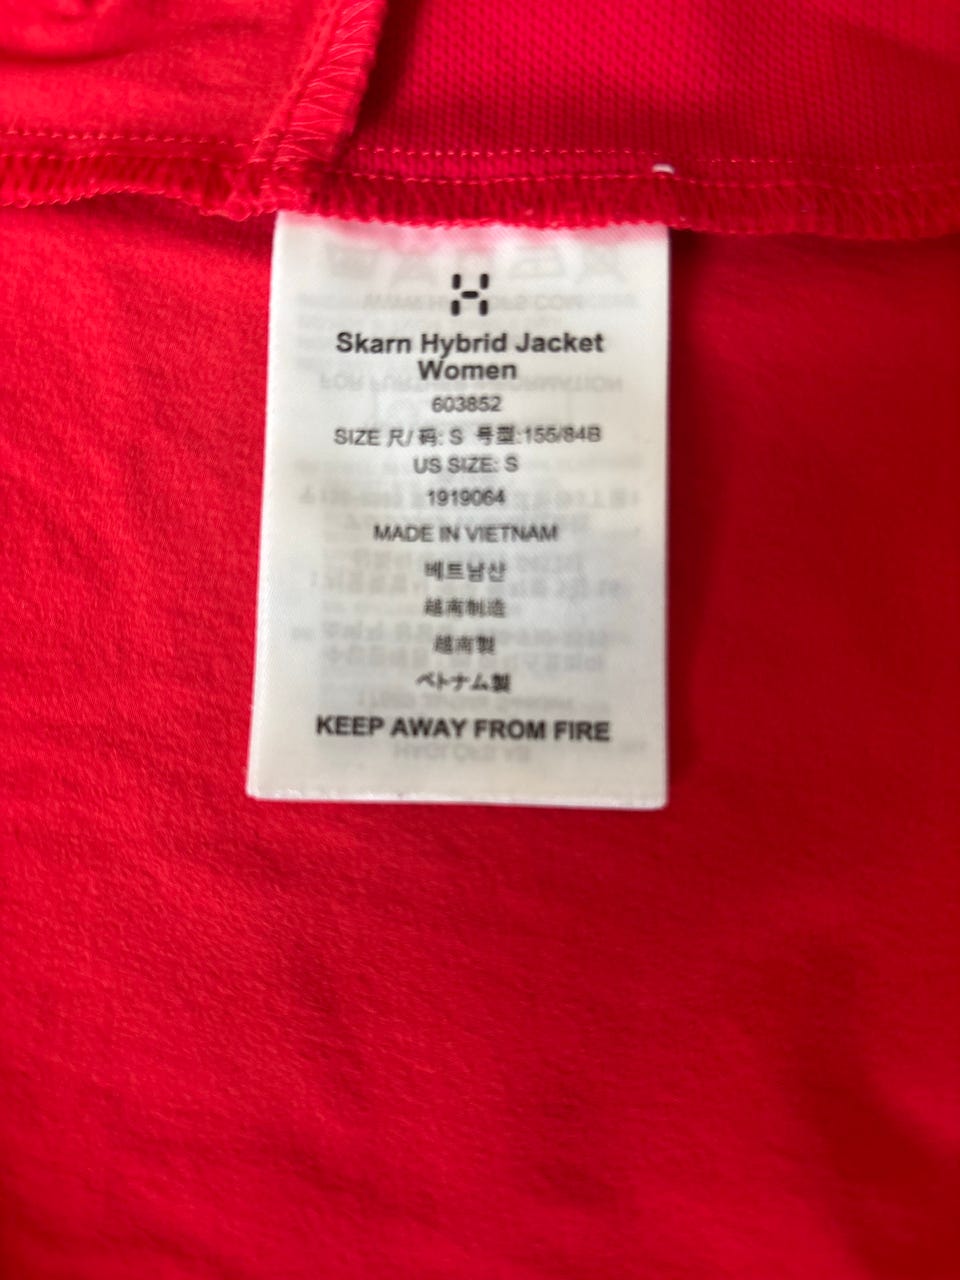 Skarn Hybrid Jacket
Women
603852
SIZE 尺/ 码: S 号型:155/84B
US SIZE: S
1919064
MADE IN VIETNAM
베트남산
越南制造
越南製
ベトナム製
KEEP AWAY FROM FIRE